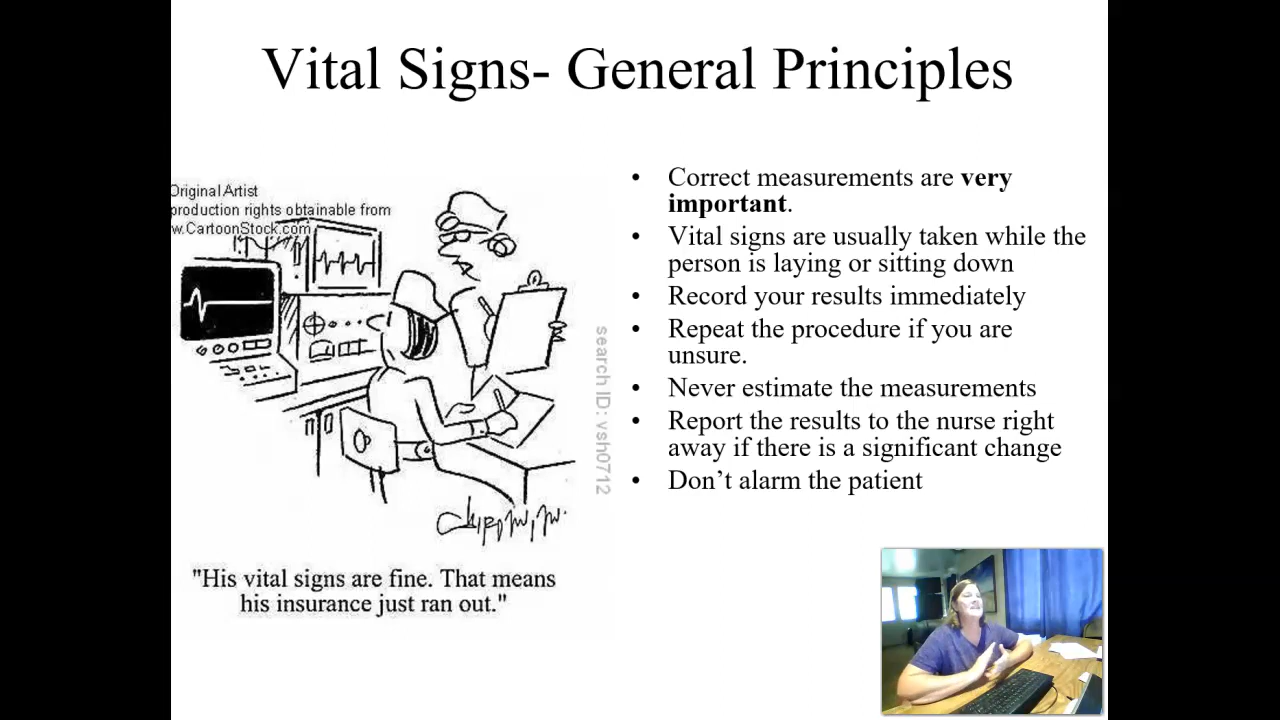 Vital Signs- General Principles
Original Artist
production rights obtainable from
w.CartoonStock.com
search ID: vsh0712
"His vital signs are fine. That means
his insurance just ran out."
• Correct measurements are very
important.
• Vital signs are usually taken while the
person is laying or sitting down
• Record your results immediately
• Repeat the procedure if you are
unsure.
• Never estimate the measurements
• Report the results to the nurse right
away if there is a significant change
• Don’t alarm the patient